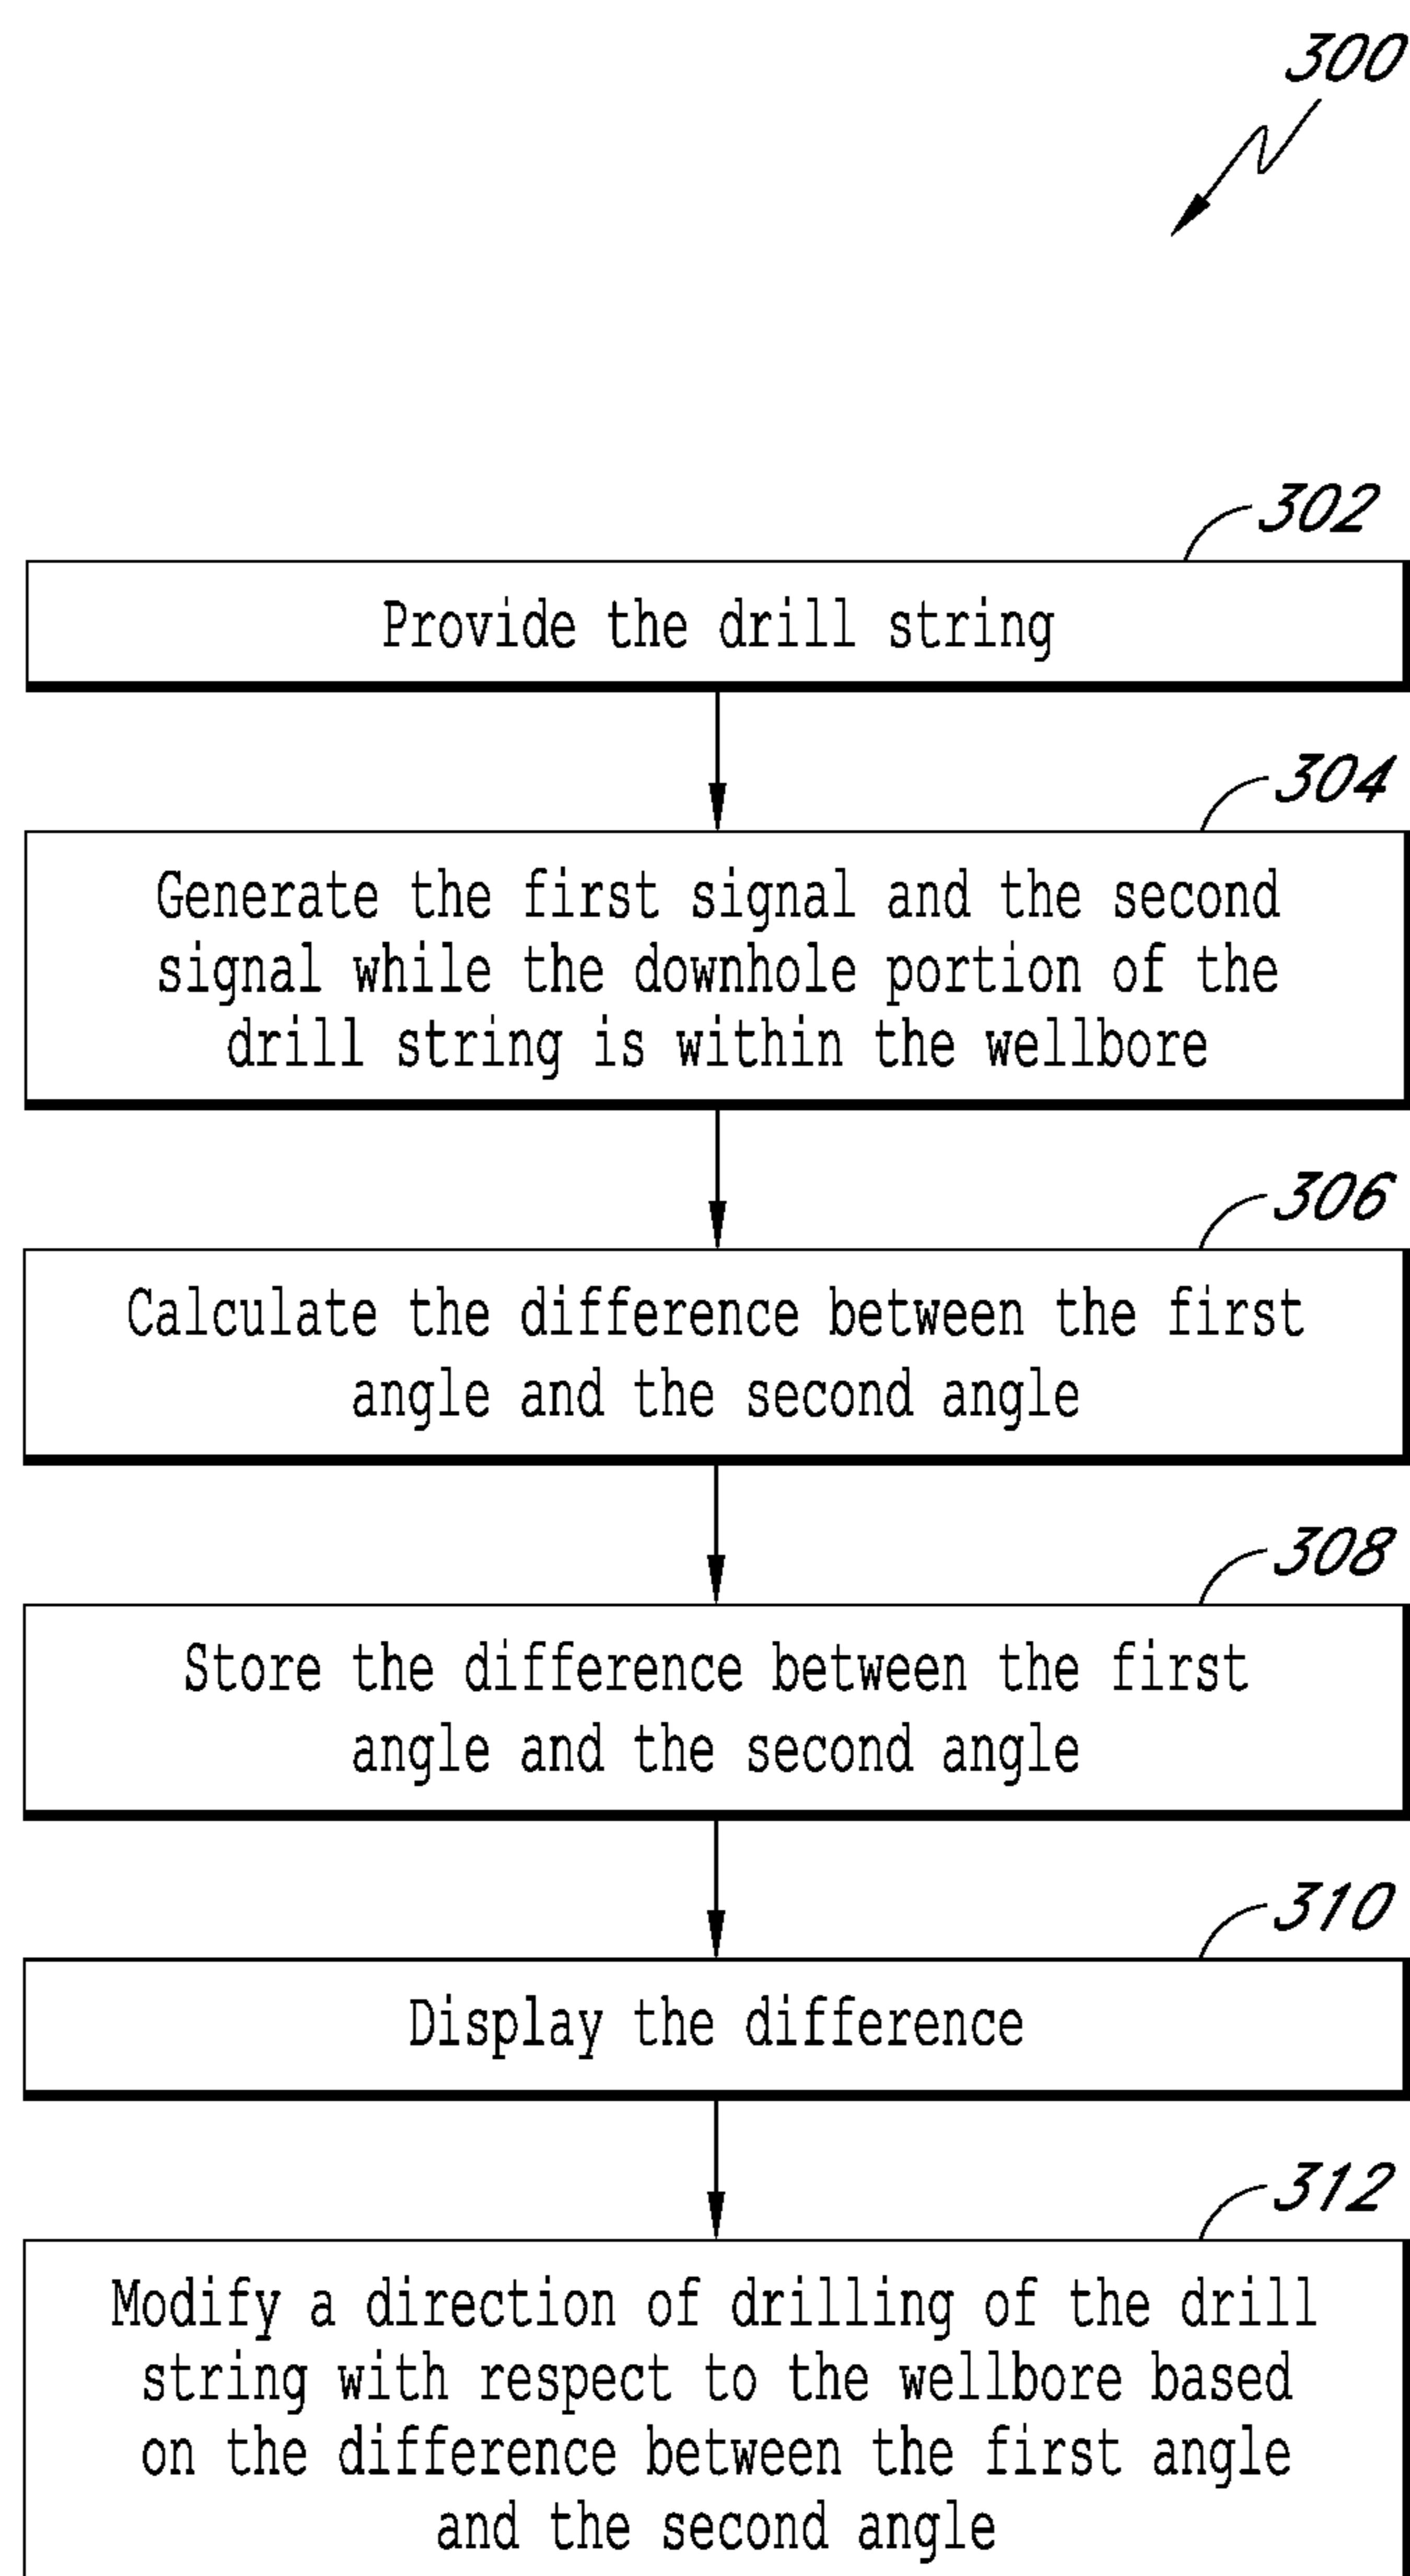 300
302
Provide the drill string
304
Generate the first signal and the second
signal while the downhole portion of the
drill string is within the wellbore
306
Calculate the difference between the first
angle and the second angle
308
Store the difference between the first
angle and the second angle
310
Display the difference
312
Modify a direction of drilling of the drill
string with respect to the wellbore based
on the difference between the first angle
and the second angle